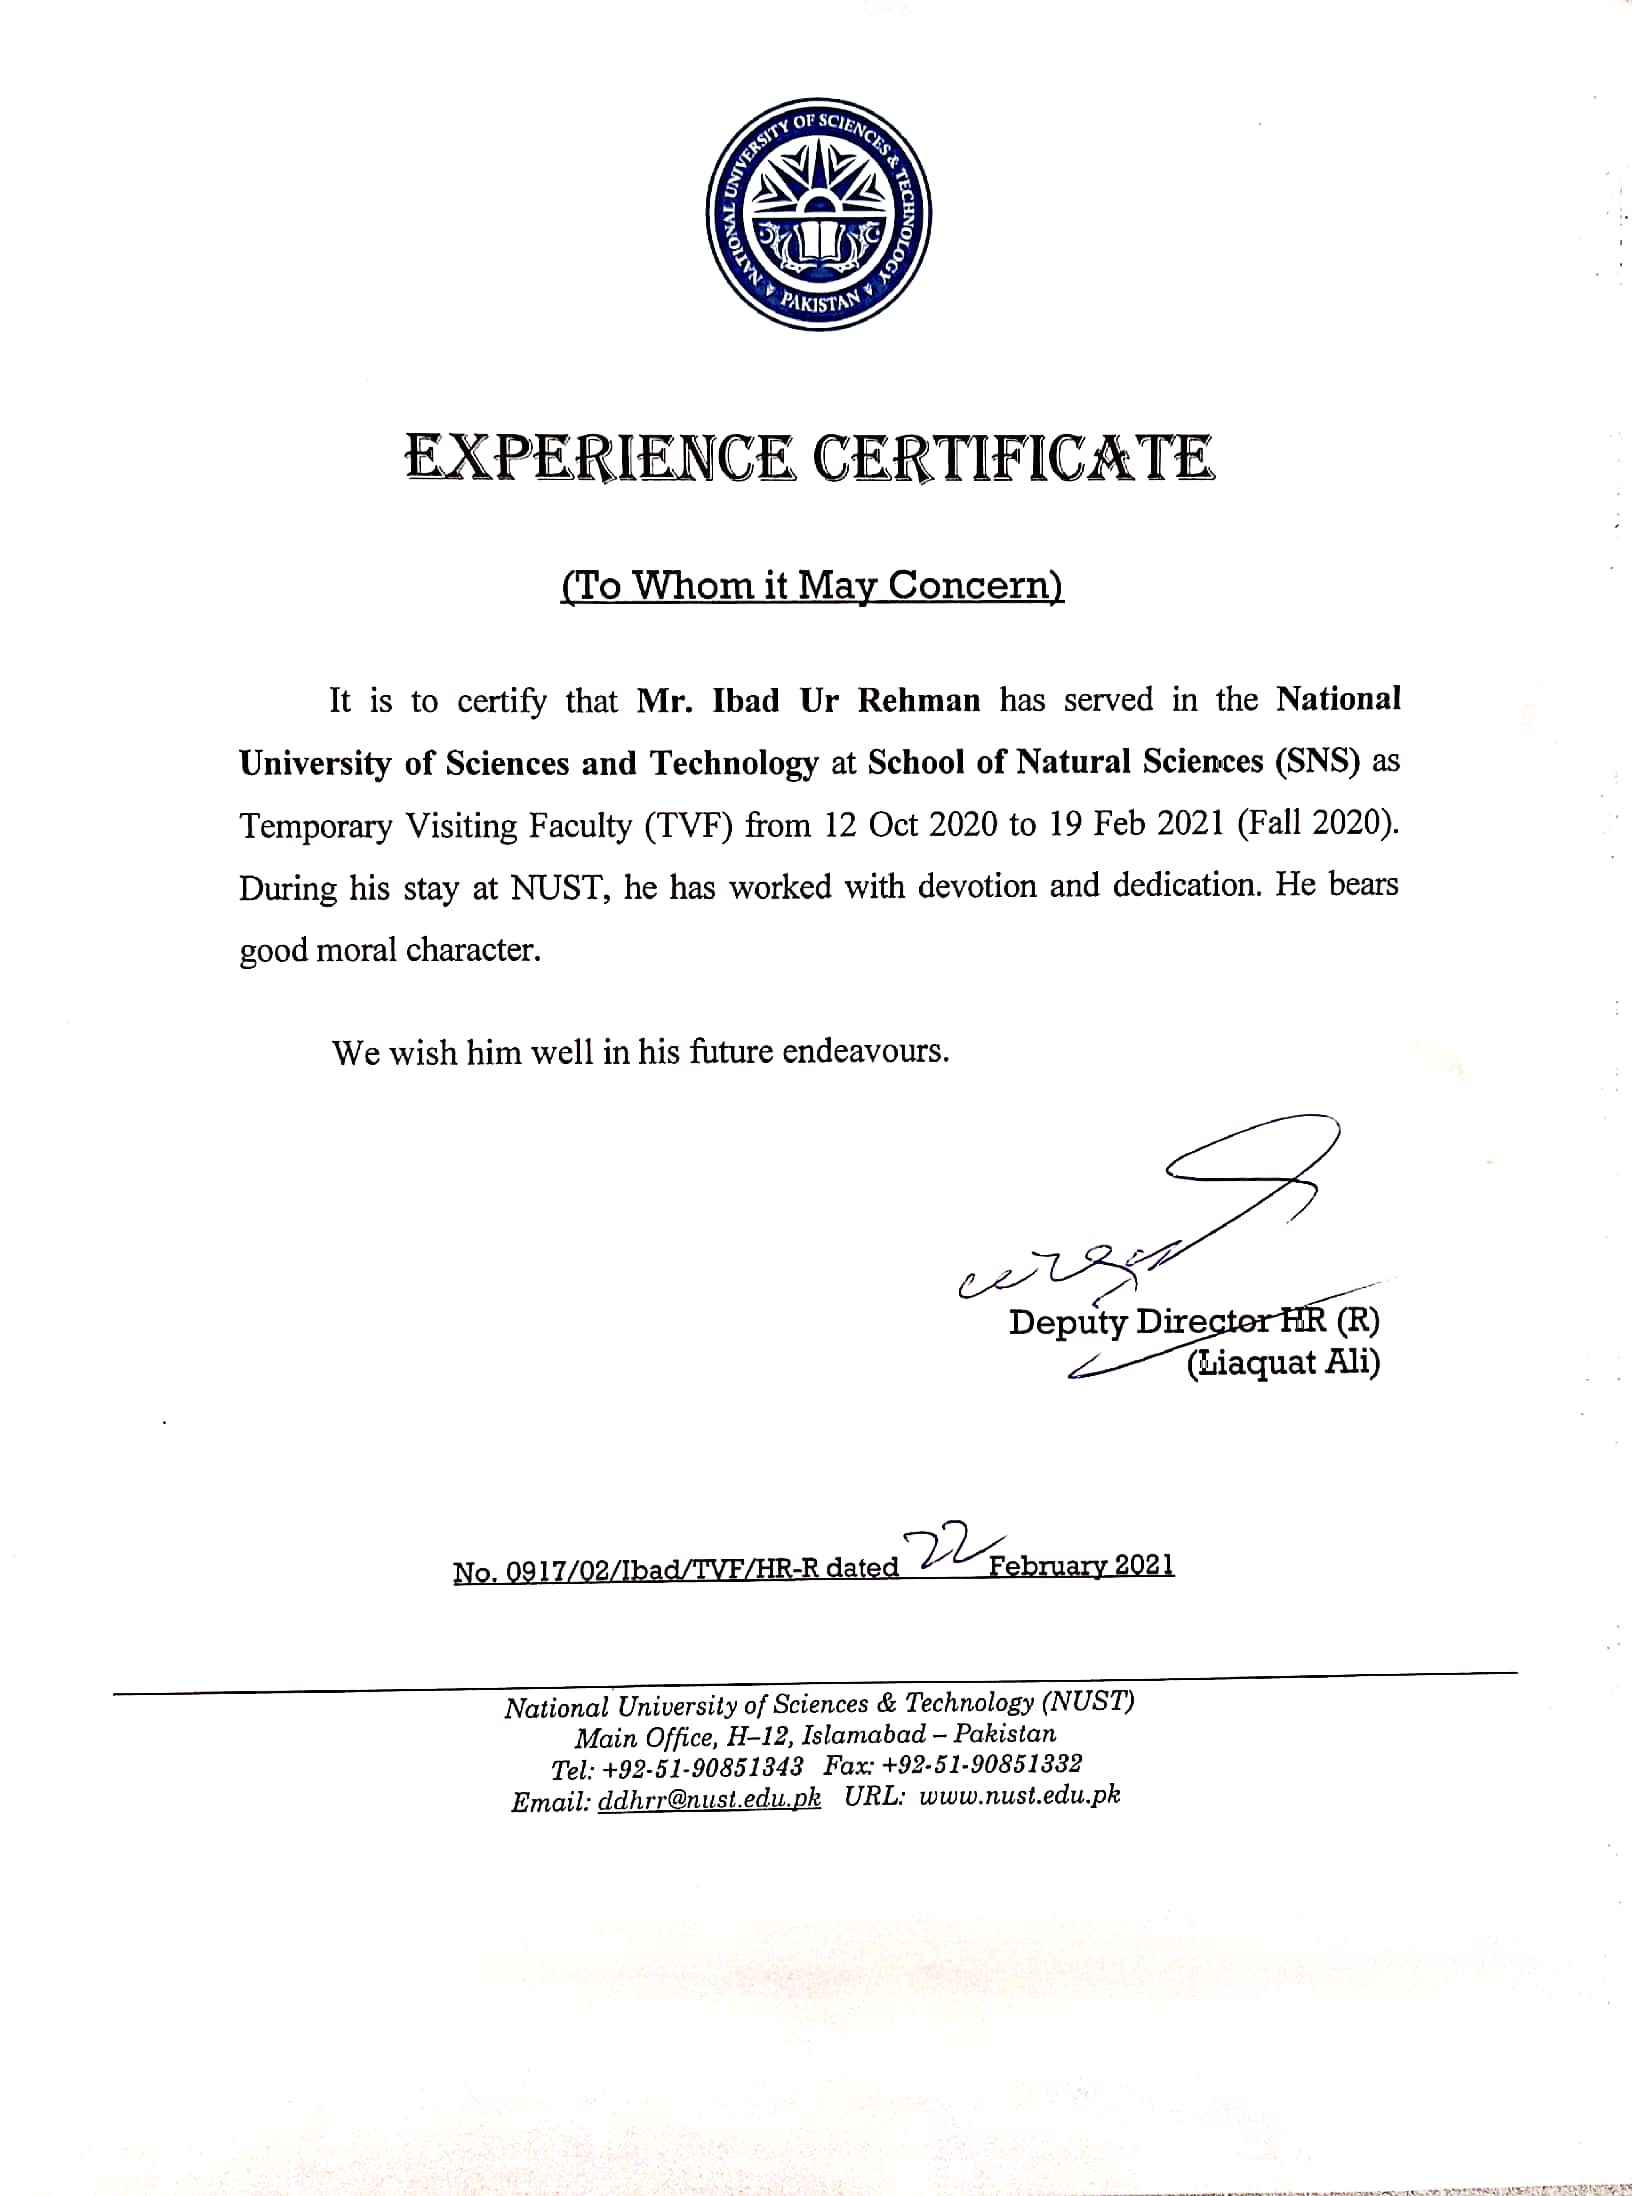 NATIONAL UNIVERSITY OF SCIENCES & TECHNOLOGY
PAKISTAN
EXPERIENCE CERTIFICATE
(To Whom it May Concern)
It is to certify that Mr. Ibad Ur Rehman has served in the National
University of Sciences and Technology at School of Natural Sciences (SNS) as
Temporary Visiting Faculty (TVF) from 12 Oct 2020 to 19 Feb 2021 (Fall 2020).
During his stay at NUST, he has worked with devotion and dedication. He bears
good moral character.
We wish him well in his future endeavours.
Deputy Director HR (R)
(Liaquat Ali)
No. 0917/02/Ibad/TVF/HR-R dated 22 February 2021
National University of Sciences & Technology (NUST)
Main Office, H–12, Islamabad – Pakistan
Tel: +92-51-90851343 Fax: +92-51-90851332
Email: ddhrr@nust.edu.pk URL: www.nust.edu.pk